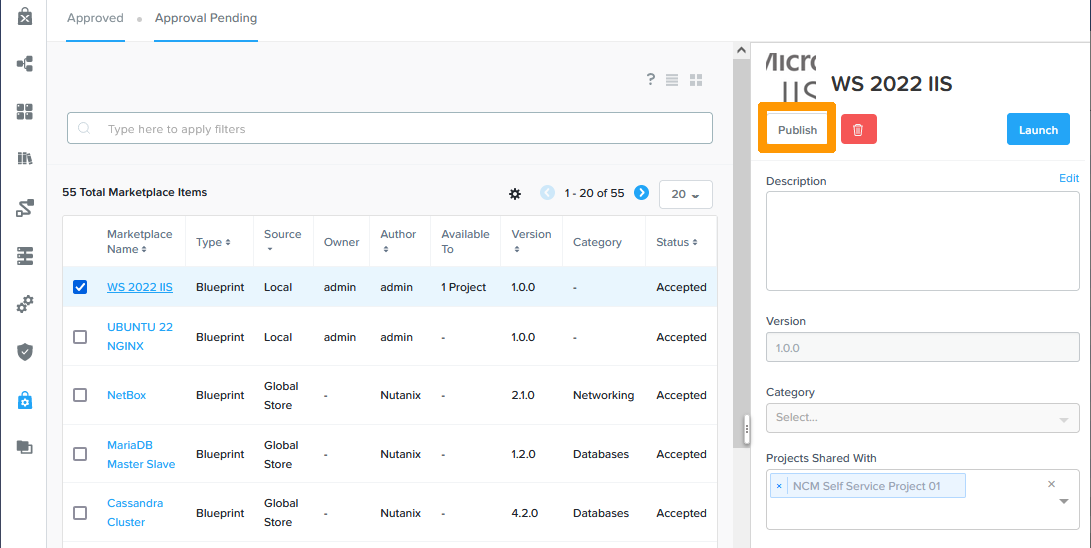 Approved
Approval Pending
?
Type here to apply filters
55 Total Marketplace Items
1 - 20 of 55
20
Marketplace Name
Type
Source
Owner
Author
Available To
Version
Category
Status
WS 2022 IIS Blueprint Local admin admin 1 Project 1.0.0 - Accepted
UBUNTU 22 NGINX Blueprint Local admin admin - 1.0.0 - Accepted
NetBox Blueprint Global Store - Nutanix - 2.1.0 Networking Accepted
MariaDB Master Slave Blueprint Global Store - Nutanix - 1.2.0 Databases Accepted
Cassandra Cluster Blueprint Global Store - Nutanix - 4.2.0 Databases Accepted
IIS
WS 2022 IIS
Publish
Launch
Description
Edit
Version
1.0.0
Category
Select...
Projects Shared With
× NCM Self Service Project 01 ×